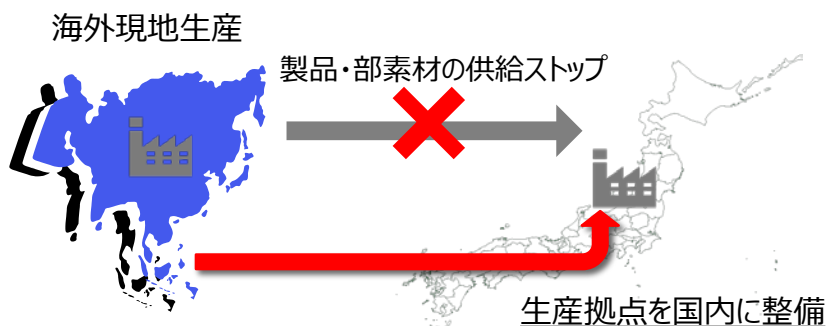 海外現地生産
製品・部素材の供給ストップ
生産拠点を国内に整備